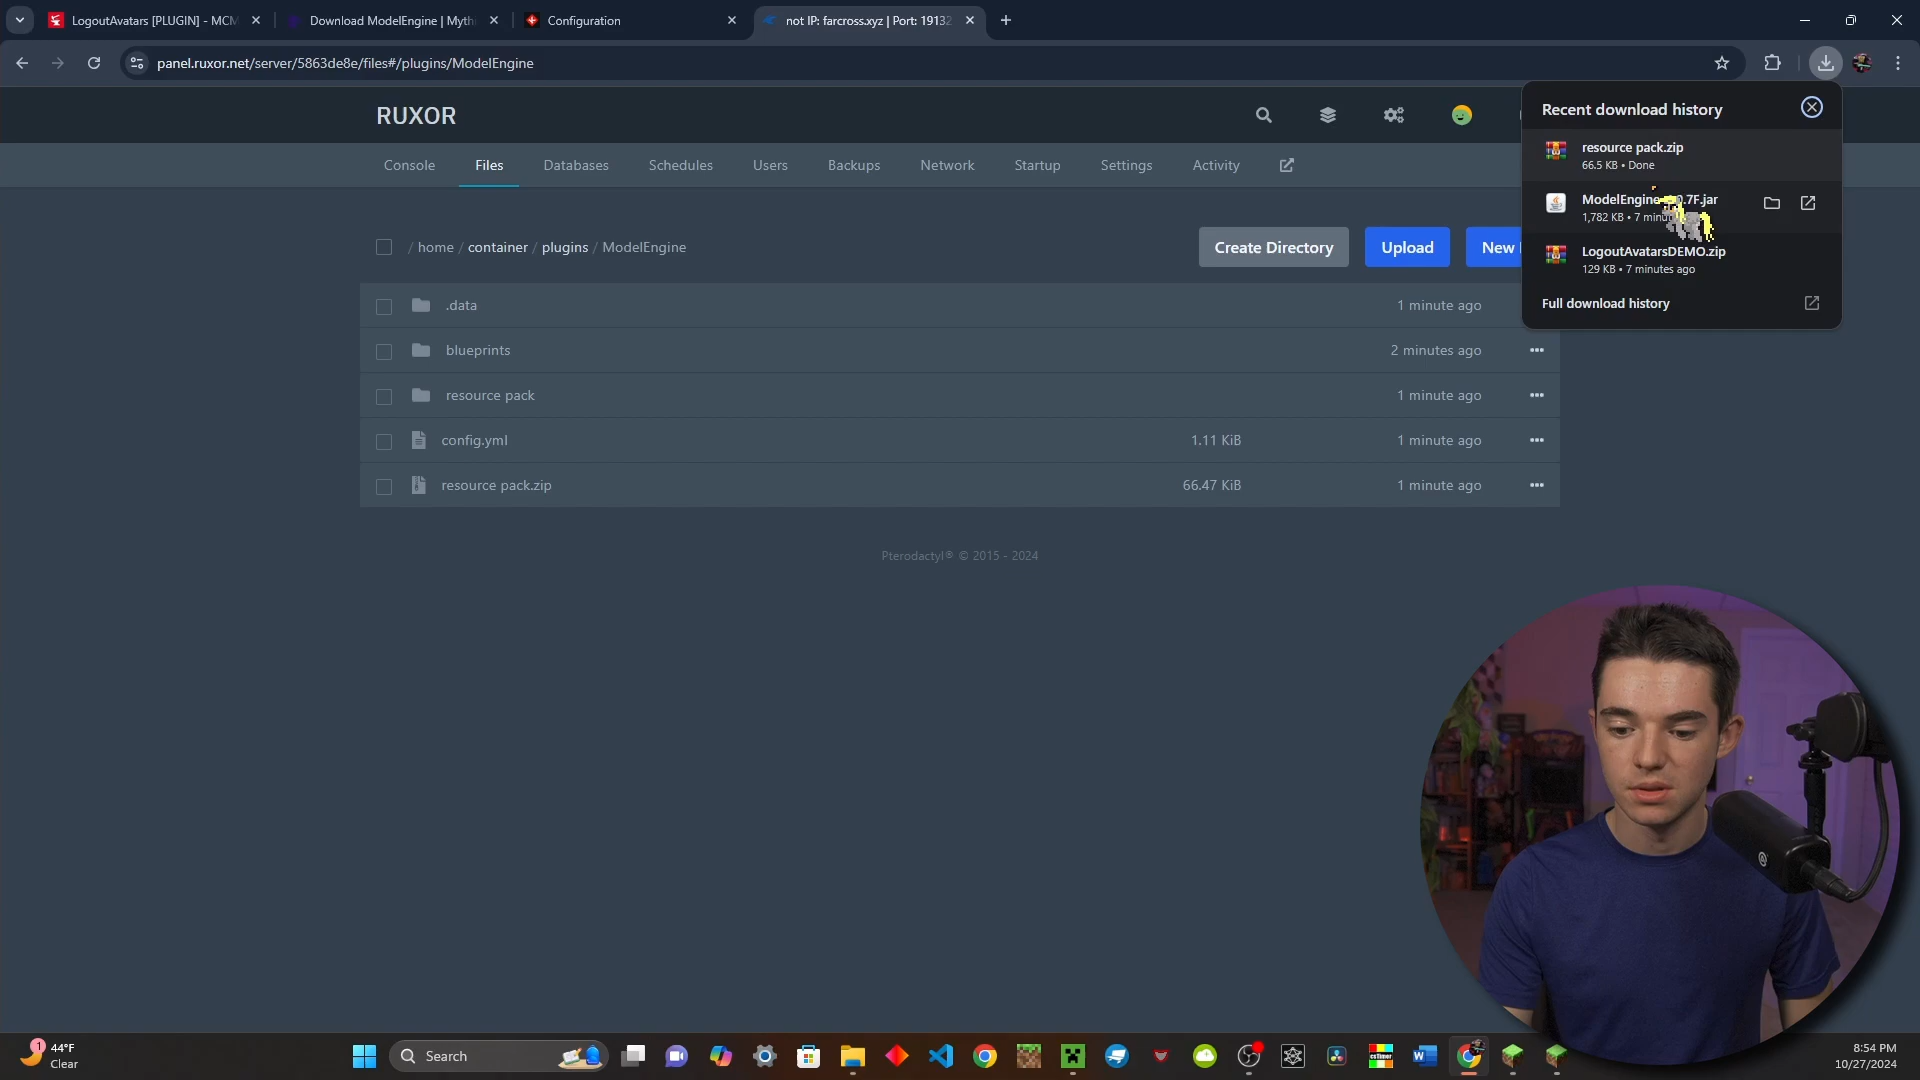 LogoutAvatars [PLUGIN] - MCM
Download ModelEngine | Myth
Configuration
not IP: farcross.xyz | Port: 19132
panel.ruxor.net/server/5863de8e/files#/plugins/ModelEngine
RUXOR
Console
Files
Databases
Schedules
Users
Backups
Network
Startup
Settings
Activity
Recent download history
resource pack.zip
66.5 KB • Done
1,782 KB • 7
LogoutAvatarsDEMO.zip
129 KB • 7 minutes ago
Full download history
/ home / container / plugins / ModelEngine
Create Directory
Upload
New
.data
1 minute ago
blueprints
2 minutes ago
resource pack
1 minute ago
config.yml
1.11 KiB
1 minute ago
resource pack.zip
66.47 KiB
1 minute ago
Pterodactyl® © 2015 - 2024
1
44°F
Clear
Search
csTimer
8:54 PM
10/27/2024